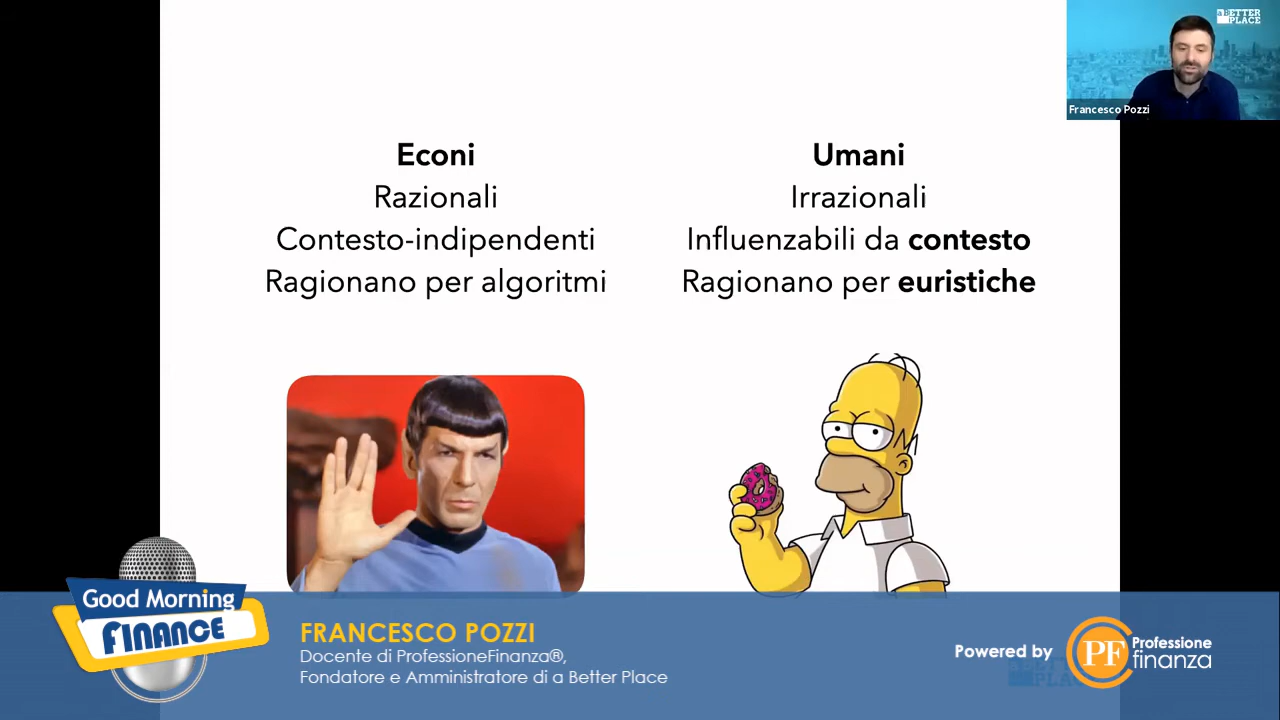 A BETTER
PLACE
Francesco Pozzi
Econi
Razionali
Contesto-indipendenti
Ragionano per algoritmi
Umani
Irrazionali
Influenzabili da contesto
Ragionano per euristiche
Good Morning
FINANCE
FRANCESCO POZZI
Docente di ProfessioneFinanza®,
Fondatore e Amministratore di a Better Place
Powered by
PF
Professione
finanza